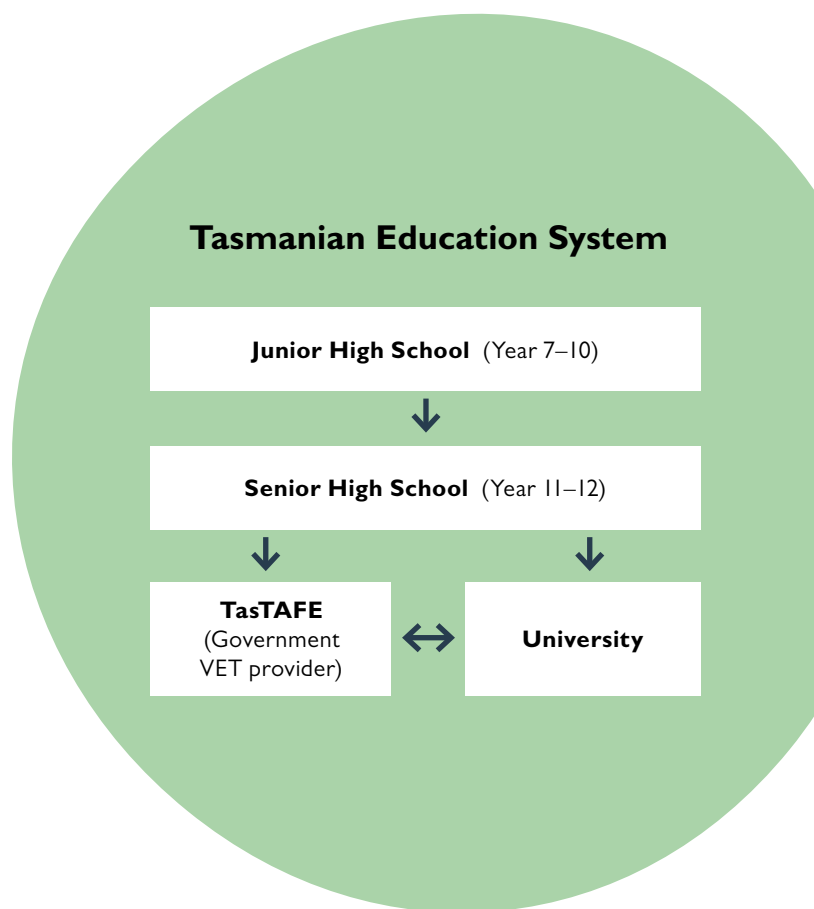 Tasmanian Education System
Junior High School (Year 7–10)
Senior High School (Year 11–12)
TasTAFE
(Government
VET provider)
University